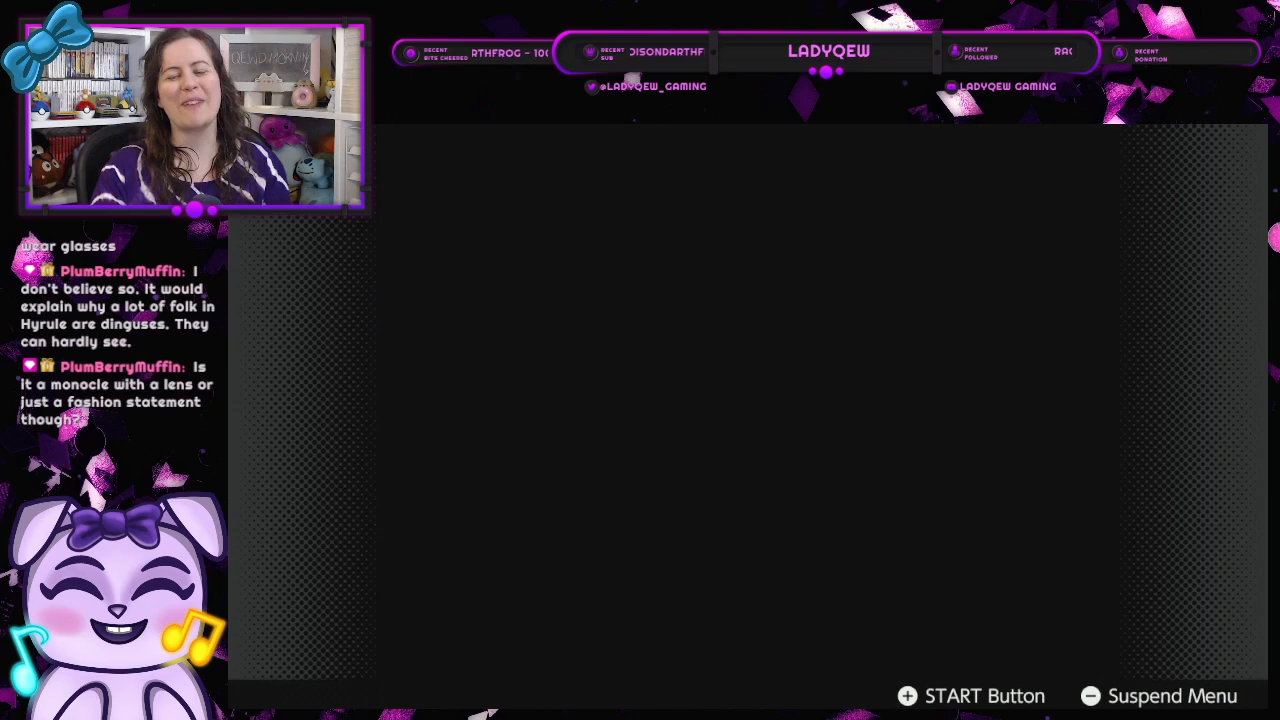 RECENT
BITS CHEERED
RTHFROG - 10
RECENT
SUB
DISONDARTHF
LADYQEW
RECENT
FOLLOWER
RAC
RECENT
DONATION
@LADYQEW_GAMING
LADYQEW GAMING
wear glasses
PlumBerryMuffin: I
don't believe so. It would
explain why a lot of folk in
Hyrule are dinguses. They
can hardly see.
PlumBerryMuffin: Is
it a monocle with a lens or
just a fashion statement
though?
START Button
Suspend Menu